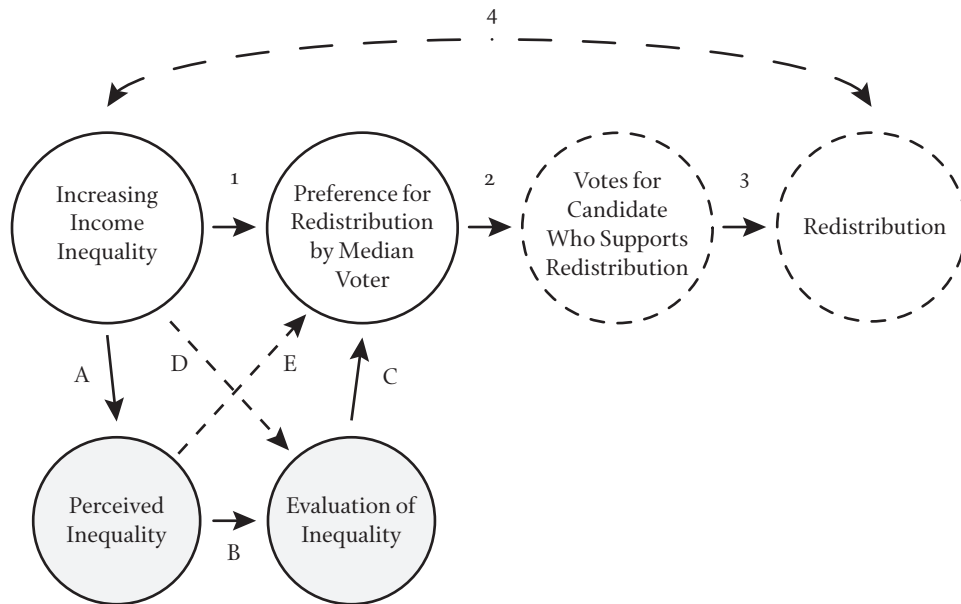 4
Increasing
Income
Inequality
1
Preference for
Redistribution
by Median
Voter
2
Votes for
Candidate
Who Supports
Redistribution
3
Redistribution
A
D
E
C
Perceived
Inequality
B
Evaluation of
Inequality